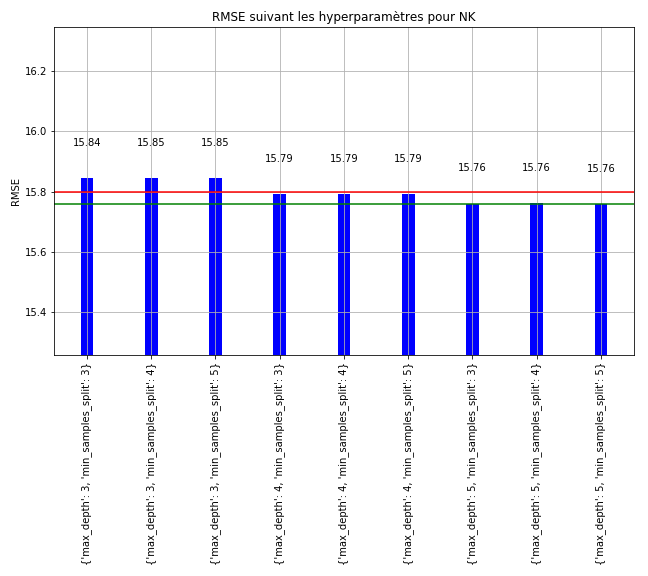 RMSE suivant les hyperparamètres pour NK
RMSE
16.2
16.0
15.8
15.6
15.4
15.84
15.85
15.85
15.79
15.79
15.79
15.76
15.76
15.76
{'max_depth': 3, 'min_samples_split': 3}
{'max_depth': 3, 'min_samples_split': 4}
{'max_depth': 3, 'min_samples_split': 5}
{'max_depth': 4, 'min_samples_split': 3}
{'max_depth': 4, 'min_samples_split': 4}
{'max_depth': 4, 'min_samples_split': 5}
{'max_depth': 5, 'min_samples_split': 3}
{'max_depth': 5, 'min_samples_split': 4}
{'max_depth': 5, 'min_samples_split': 5}